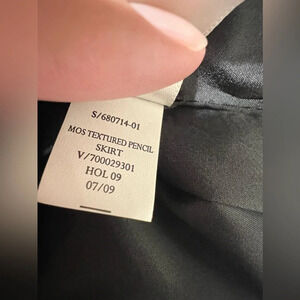 S/680714-01
MOS TEXTURED PENCIL
SKIRT
V/700029301
HOL 09
07/09